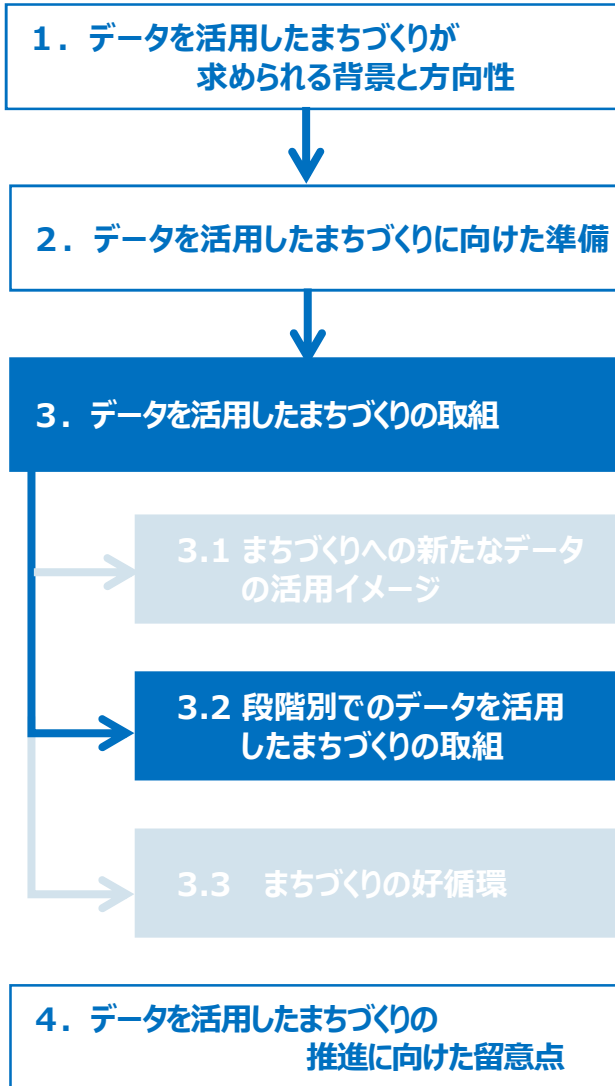 １．データを活用したまちづくりが
求められる背景と方向性
２．データを活用したまちづくりに向けた準備
３．データを活用したまちづくりの取組
3.1 まちづくりへの新たなデータ
の活用イメージ
3.2 段階別でのデータを活用
したまちづくりの取組
3.3　まちづくりの好循環
４．データを活用したまちづくりの
推進に向けた留意点